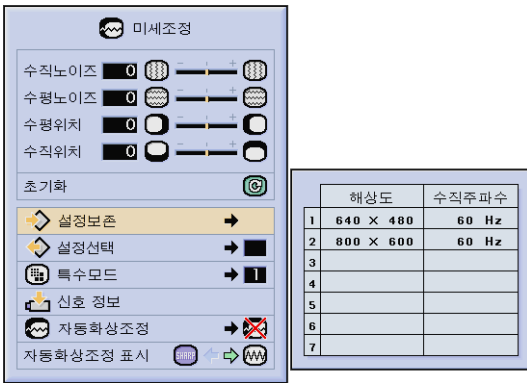 미세조정
수직노이즈 0 - +
수평노이즈 0 - +
수평위치 0 - +
수직위치 0 - +
초기화
설정보존
설정선택
특수모드 1
신호 정보
자동화상조정
자동화상조정 표시 SHARP
해상도 수직주파수
1 640 × 480 60 Hz
2 800 × 600 60 Hz
3
4
5
6
7